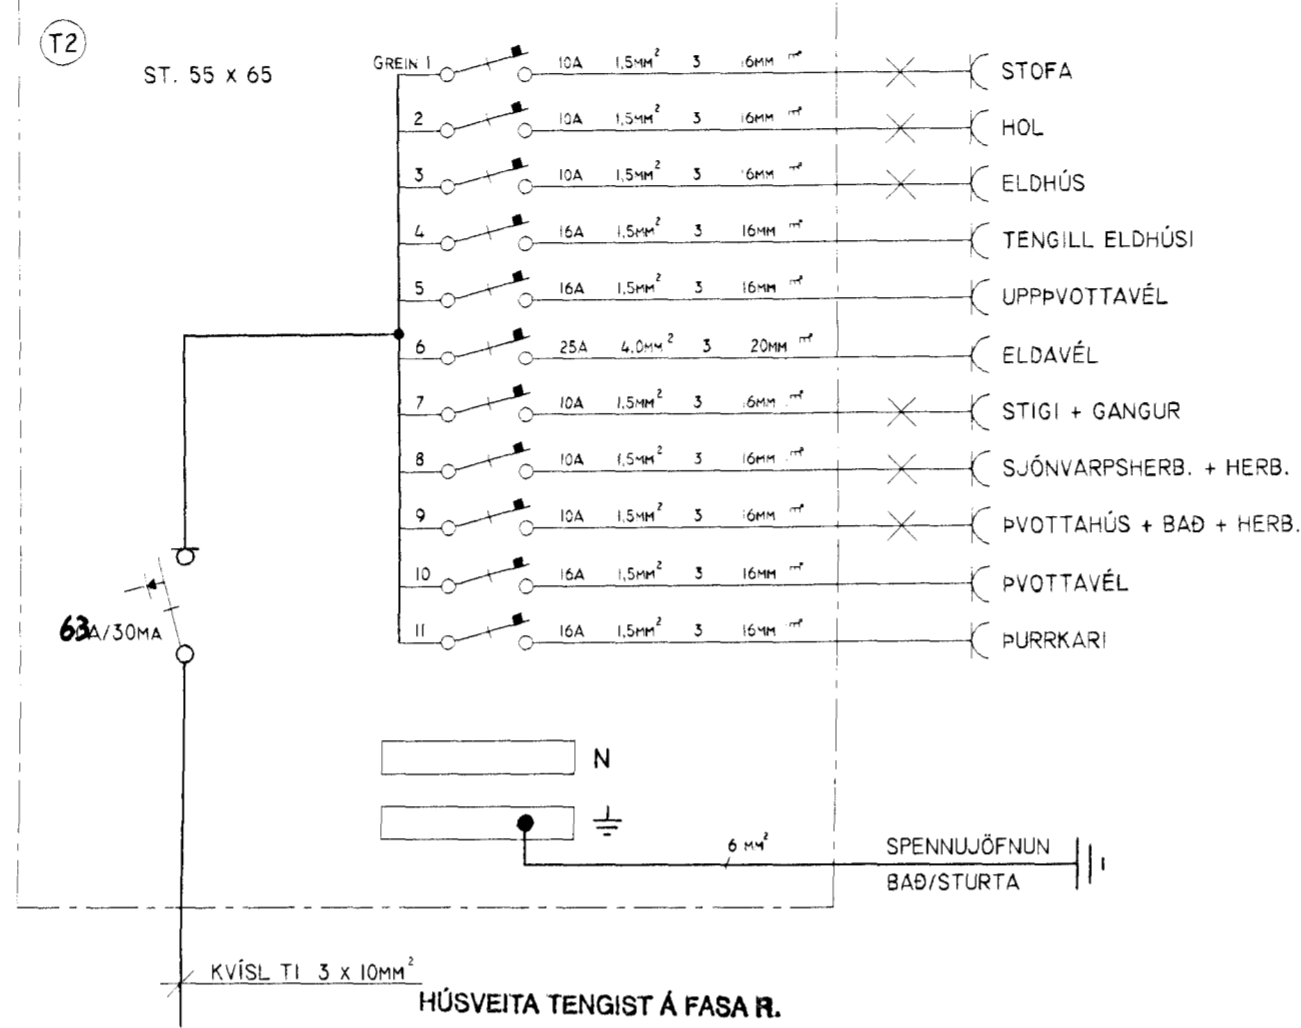 T2
ST. 55 X 65
GREIN 1 10A 1,5MM² 3 16MM STOFA
2 10A 1,5MM² 3 16MM HOL
3 10A 1,5MM² 3 16MM ELDHÚS
4 16A 1,5MM² 3 16MM TENGILL ELDHÚSI
5 16A 1,5MM² 3 16MM UPPÞVOTTAVÉL
6 25A 4,0MM² 3 20MM ELDAVÉL
7 10A 1,5MM² 3 16MM STIGI + GANGUR
8 10A 1,5MM² 3 16MM SJÓNVARPSHERB. + HERB.
9 10A 1,5MM² 3 16MM ÞVOTTAHÚS + BAÐ + HERB.
10 16A 1,5MM² 3 16MM ÞVOTTAVÉL
11 16A 1,5MM² 3 16MM ÞURRKARI
63A/30MA
N
6 MM²
SPENNUJÖFNUN
BAÐ/STURTA
KVÍSL T1 3 X 10MM²
HÚSVEITA TENGIST Á FASA R.